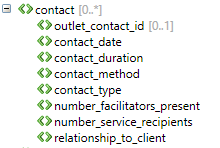 contact [0..*]
outlet_contact_id [0..1]
contact_date
contact_duration
contact_method
contact_type
number_facilitators_present
number_service_recipients
relationship_to_client